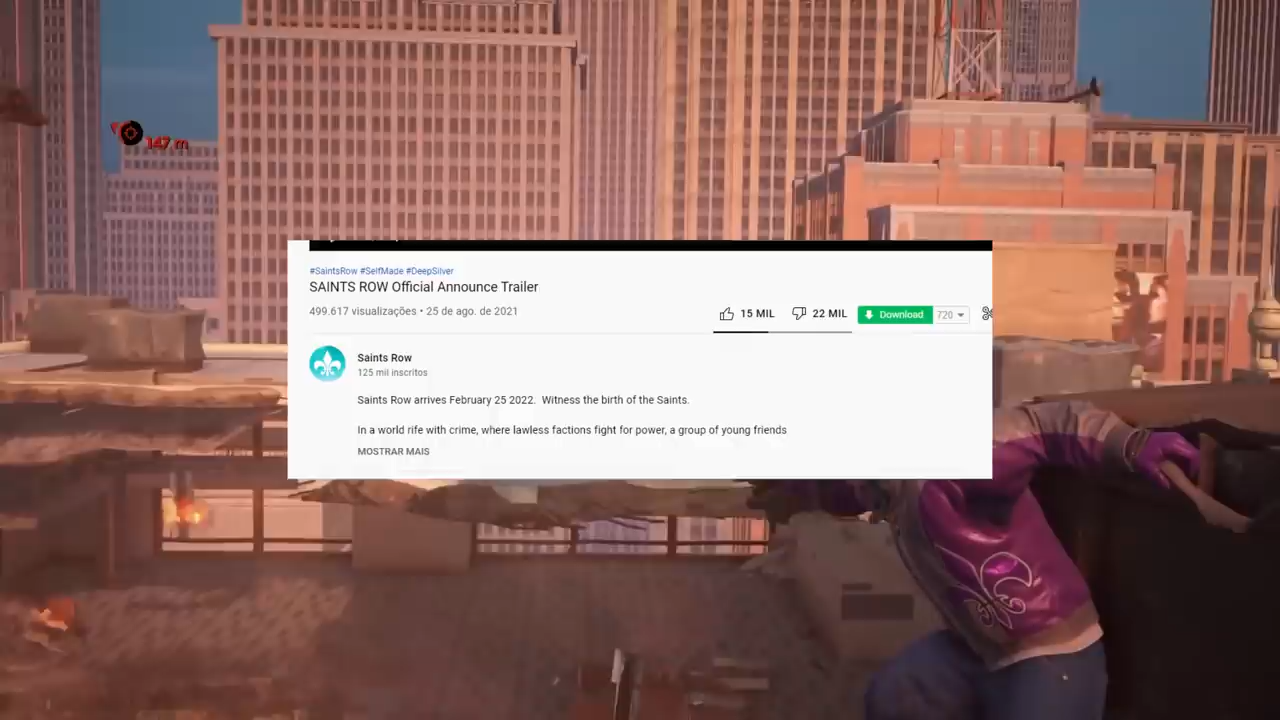 147 m
#SaintsRow #SelfMade #DeepSilver
SAINTS ROW Official Announce Trailer
499.617 visualizações • 25 de ago. de 2021
15 MIL 22 MIL Download 720
Saints Row
125 mil inscritos
Saints Row arrives February 25 2022.  Witness the birth of the Saints.
In a world rife with crime, where lawless factions fight for power, a group of young friends
MOSTRAR MAIS